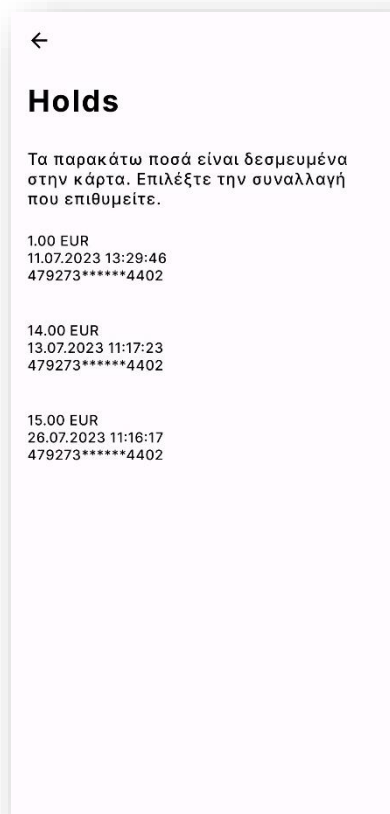 Holds
Τα παρακάτω ποσά είναι δεσμευμένα
στην κάρτα. Επιλέξτε την συναλλαγή
που επιθυμείτε.
1.00 EUR
11.07.2023 13:29:46
479273******4402
14.00 EUR
13.07.2023 11:17:23
479273******4402
15.00 EUR
26.07.2023 11:16:17
479273******4402